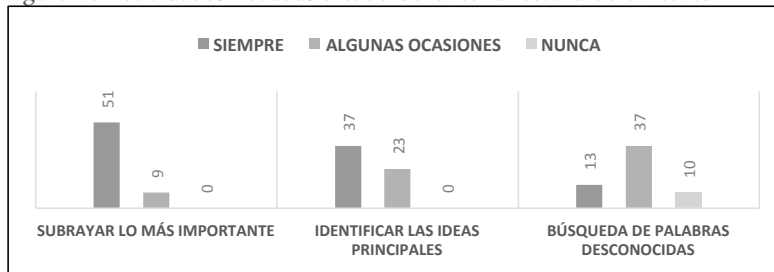 SIEMPRE ALGUNAS OCASIONES NUNCA
51
9
0
37
23
0
13
37
10
SUBRAYAR LO MÁS IMPORTANTE
IDENTIFICAR LAS IDEAS
PRINCIPALES
BÚSQUEDA DE PALABRAS
DESCONOCIDAS